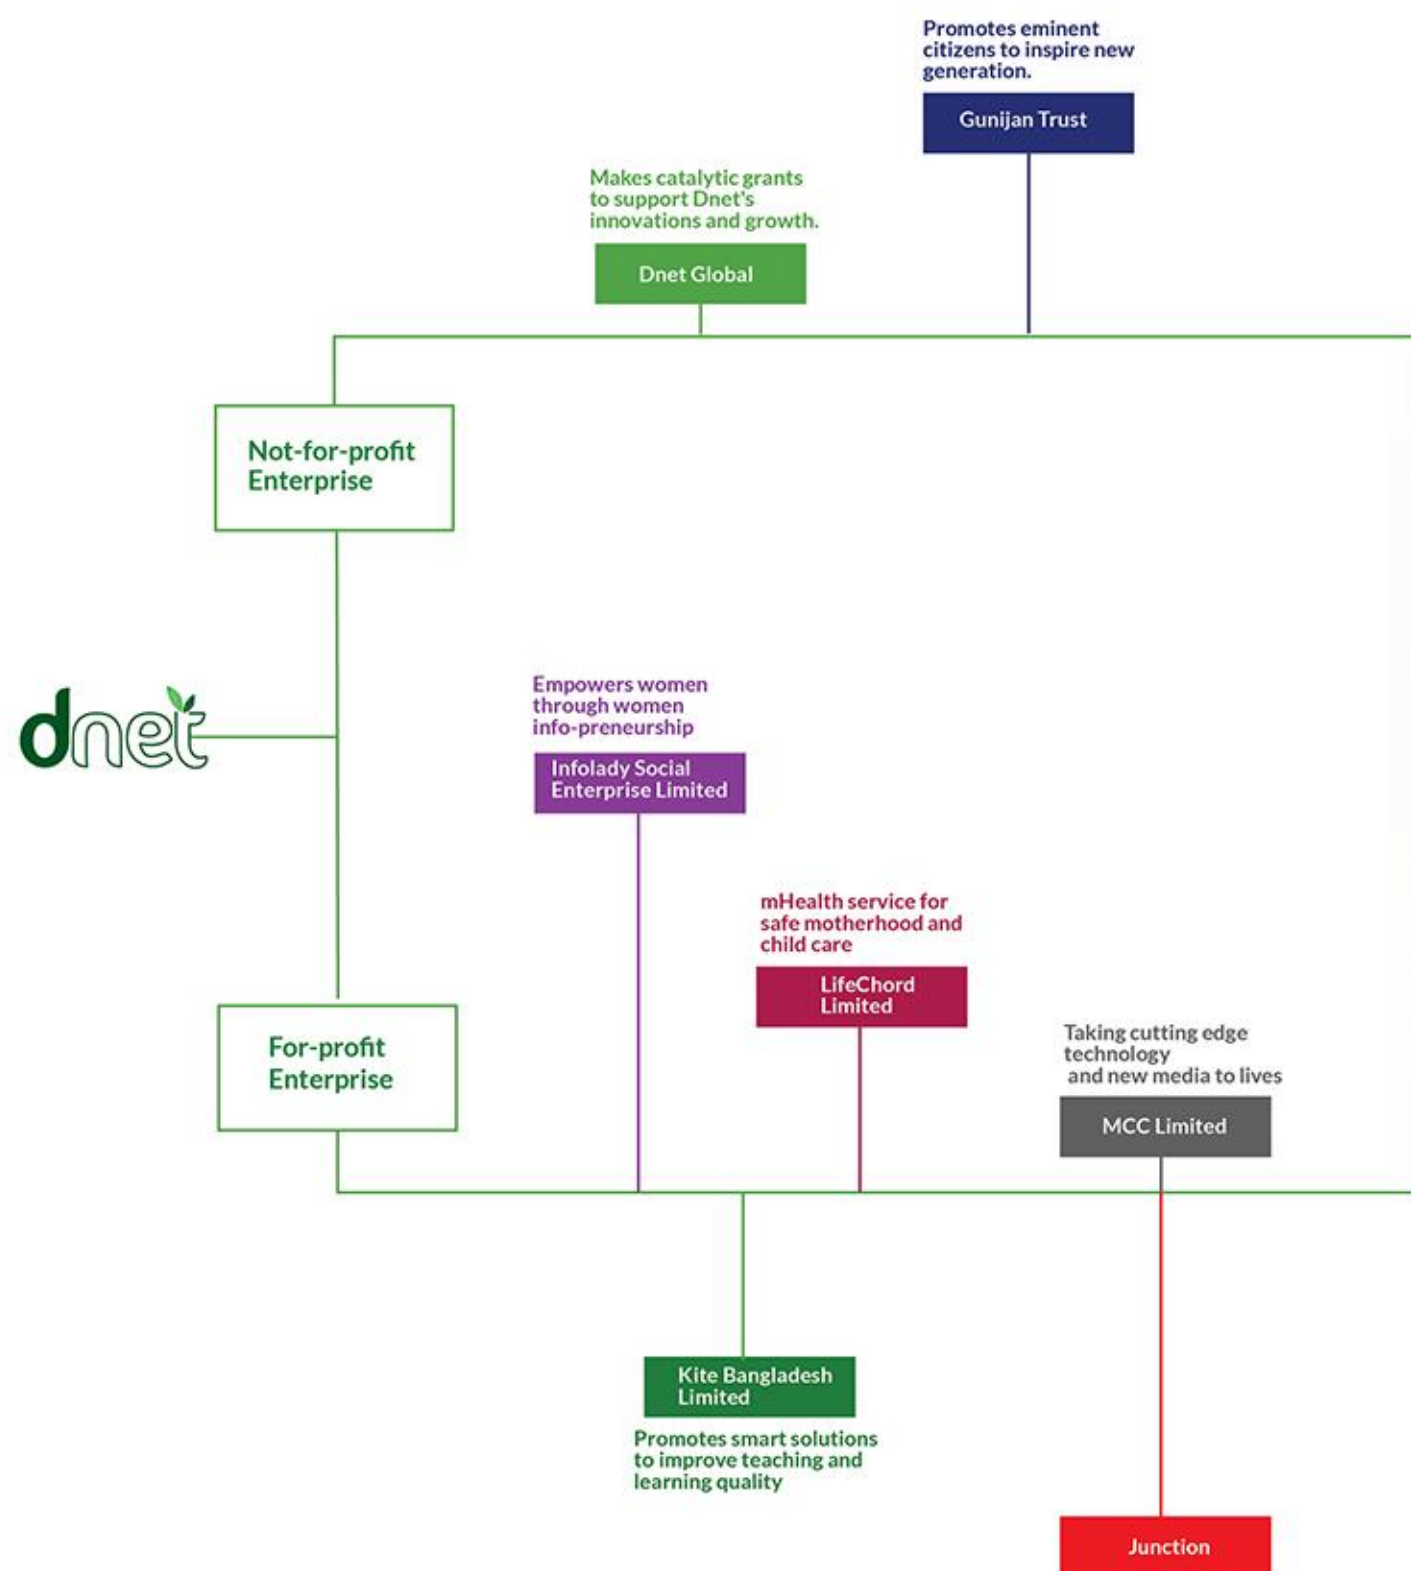 Promotes eminent
citizens to inspire new
generation.
Gunijan Trust
Makes catalytic grants
to support Dnet's
innovations and growth.
Dnet Global
Not-for-profit
Enterprise
dnet
Empowers women
through women
info-preneurship
Infolady Social
Enterprise Limited
mHealth service for
safe motherhood and
child care
LifeChord
Limited
For-profit
Enterprise
Taking cutting edge
technology
and new media to lives
MCC Limited
Kite Bangladesh
Limited
Promotes smart solutions
to improve teaching and
learning quality
Junction